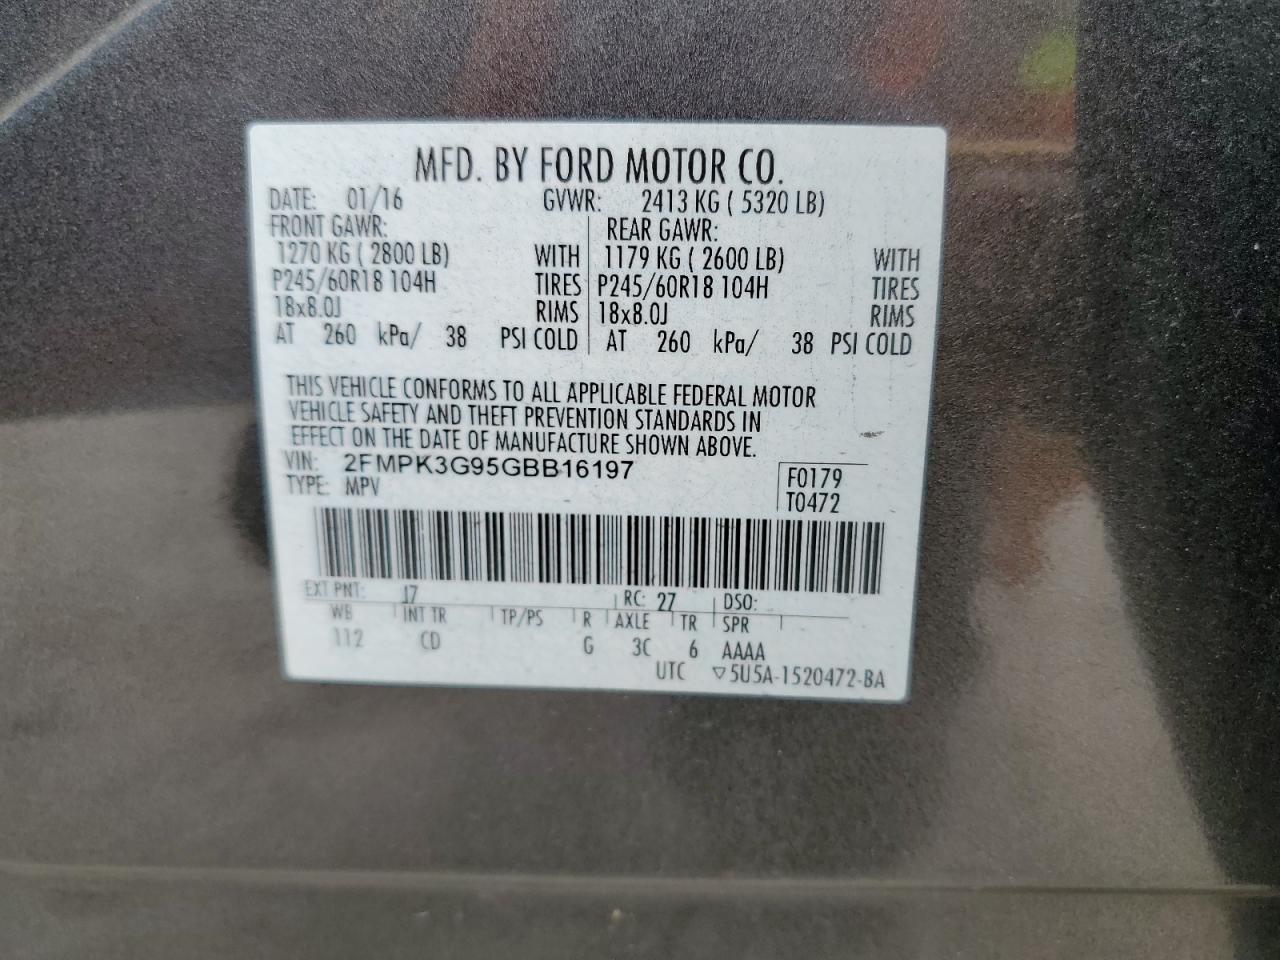 MFD. BY FORD MOTOR CO.
DATE: 01/16 GVWR: 2413 KG ( 5320 LB)
FRONT GAWR: REAR GAWR:
1270 KG ( 2800 LB) WITH 1179 KG ( 2600 LB) WITH
P245/60R18 104H TIRES P245/60R18 104H TIRES
18x8.0J RIMS 18x8.0J RIMS
AT 260 kPa/ 38 PSI COLD AT 260 kPa/ 38 PSI COLD
THIS VEHICLE CONFORMS TO ALL APPLICABLE FEDERAL MOTOR
VEHICLE SAFETY AND THEFT PREVENTION STANDARDS IN
EFFECT ON THE DATE OF MANUFACTURE SHOWN ABOVE.
VIN: 2FMPK3G95GBB16197 F0179
TYPE: MPV T0472
EXT PNT: J7 RC: 27 DSO:
WB INT TR TP/PS R AXLE TR SPR
112 CD G 3C 6 AAAA
UTC ▽5U5A-1520472-BA